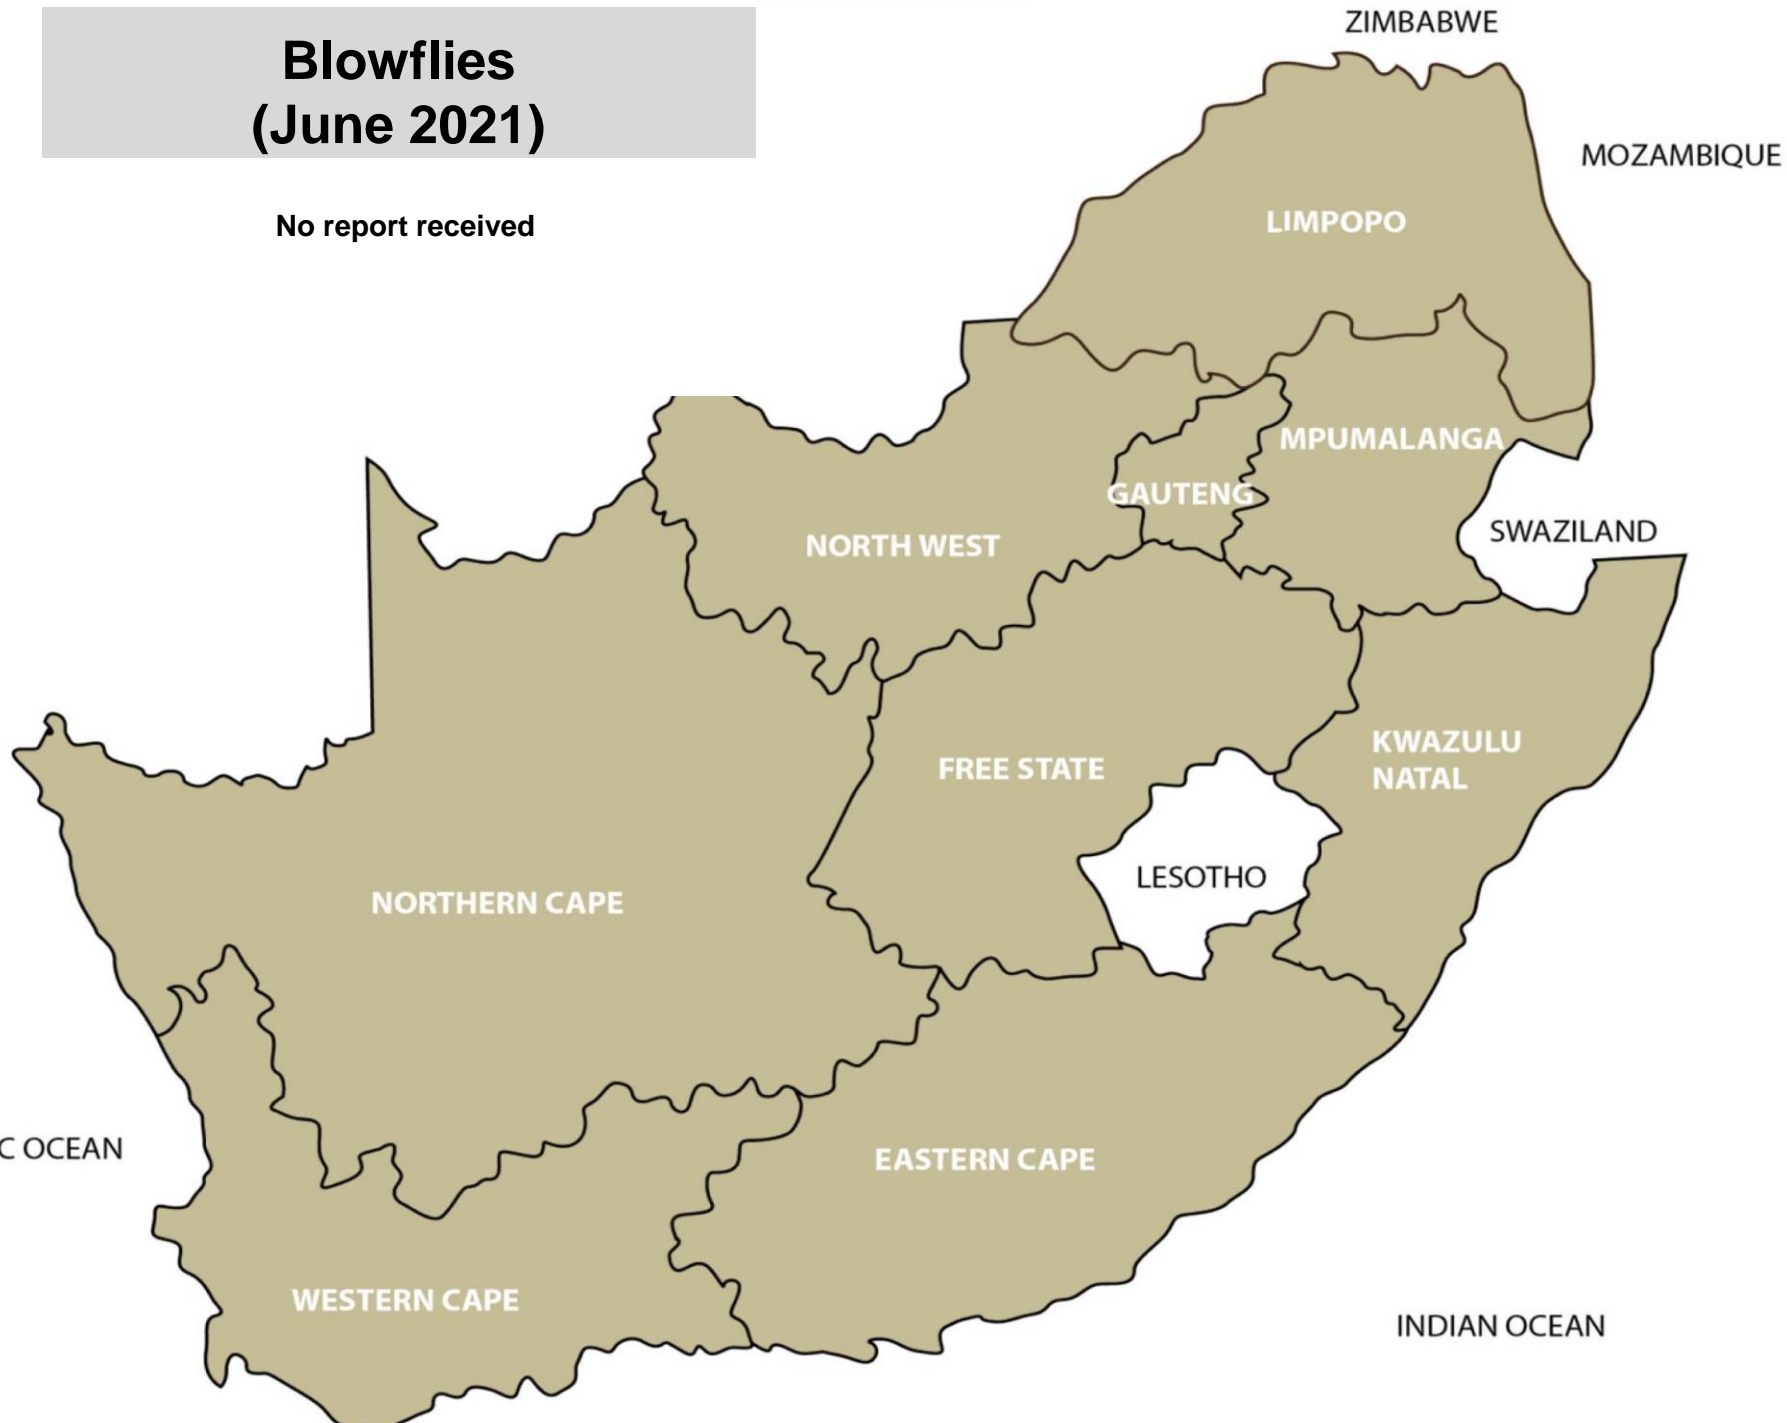 Blowflies
(June 2021)
No report received
ZIMBABWE
MOZAMBIQUE
LIMPOPO
MPUMALANGA
GAUTENG
SWAZILAND
NORTH WEST
KWAZULU
NATAL
FREE STATE
LESOTHO
NORTHERN CAPE
C OCEAN
EASTERN CAPE
WESTERN CAPE
INDIAN OCEAN